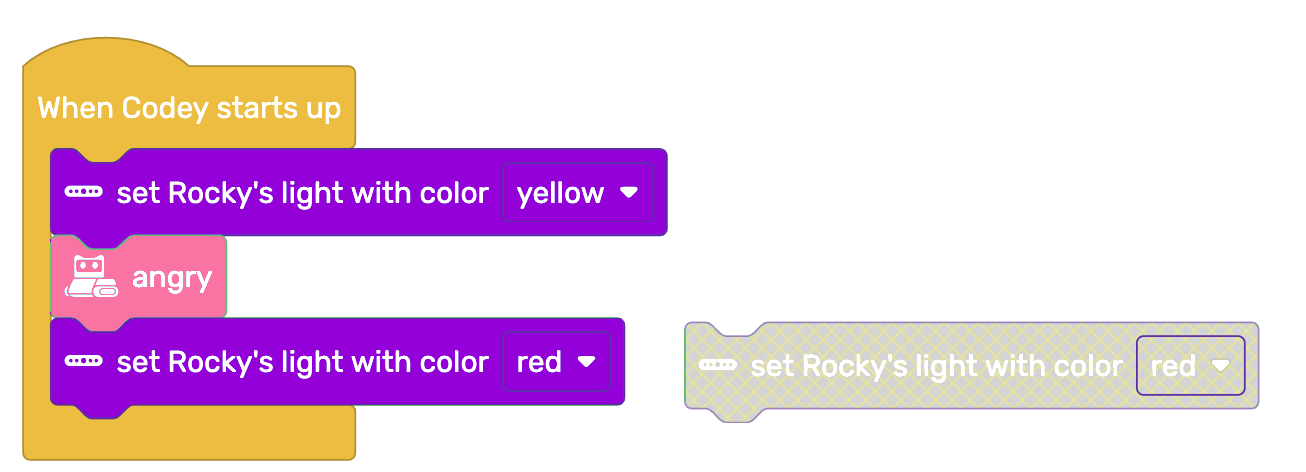 When Codey starts up
set Rocky's light with color yellow
angry
set Rocky's light with color red
set Rocky's light with color red